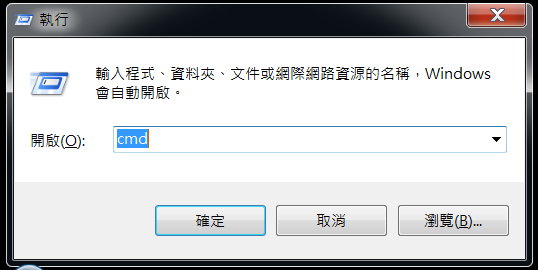 執行
輸入程式、資料夾、文件或網際網路資源的名稱，Windows
會自動開啟。
開啟(O): cmd
確定 取消 瀏覽(B)...